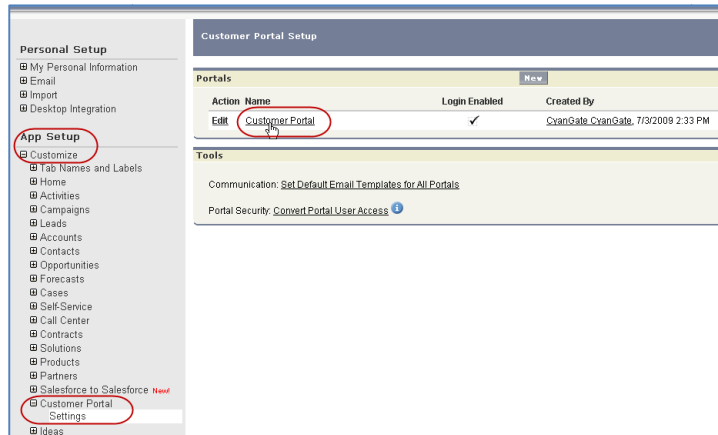 Personal Setup
My Personal Information
Email
Import
Desktop Integration
App Setup
Customize
Tab Names and Labels
Home
Activities
Campaigns
Leads
Accounts
Contacts
Opportunities
Forecasts
Cases
Self-Service
Call Center
Contracts
Solutions
Products
Partners
Salesforce to Salesforce New!
Customer Portal
Settings
Ideas
Customer Portal Setup
Portals New
Action Name Login Enabled Created By
Edit Customer Portal ✓ CyanGate CyanGate, 7/3/2009 2:33 PM
Tools
Communication: Set Default Email Templates for All Portals
Portal Security: Convert Portal User Access i